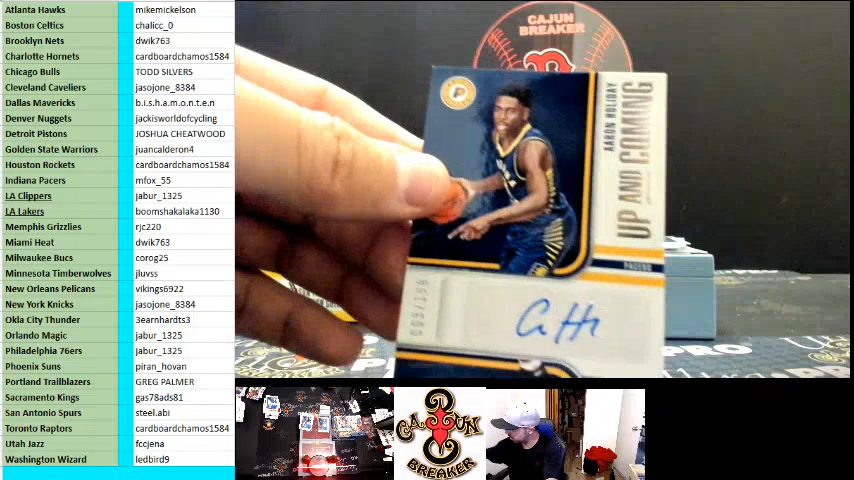 Atlanta Hawks mikemickelson
Boston Celtics chalicc_0
Brooklyn Nets dwik763
Charlotte Hornets cardboardchamos1584
Chicago Bulls TODD SILVERS
Cleveland Caveliers jasojone_8384
Dallas Mavericks b.i.s.h.a.m.o.n.t.e.n
Denver Nuggets jackisworldofcycling
Detroit Pistons JOSHUA CHEATWOOD
Golden State Warriors juancalderon4
Houston Rockets cardboardchamos1584
Indiana Pacers mfox_55
LA Clippers jabur_1325
LA Lakers boomshakalaka1130
Memphis Grizzlies rjc220
Miami Heat dwik763
Milwaukee Bucs corog25
Minnesota Timberwolves jluvss
New Orleans Pelicans vikings6922
New York Knicks jasojone_8384
Okla City Thunder 3earnhardts3
Orlando Magic jabur_1325
Philadelphia 76ers jabur_1325
Phoenix Suns piran_hovan
Portland Trailblazers GREG PALMER
Sacramento Kings gas78ads81
San Antonio Spurs steel.abi
Toronto Raptors cardboardchamos1584
Utah Jazz fccjena
Washington Wizard ledbird9
CAJUN
BREAKER
AARON HOLIDAY
UP AND COMING
PACERS
CAJUN
BREAKER